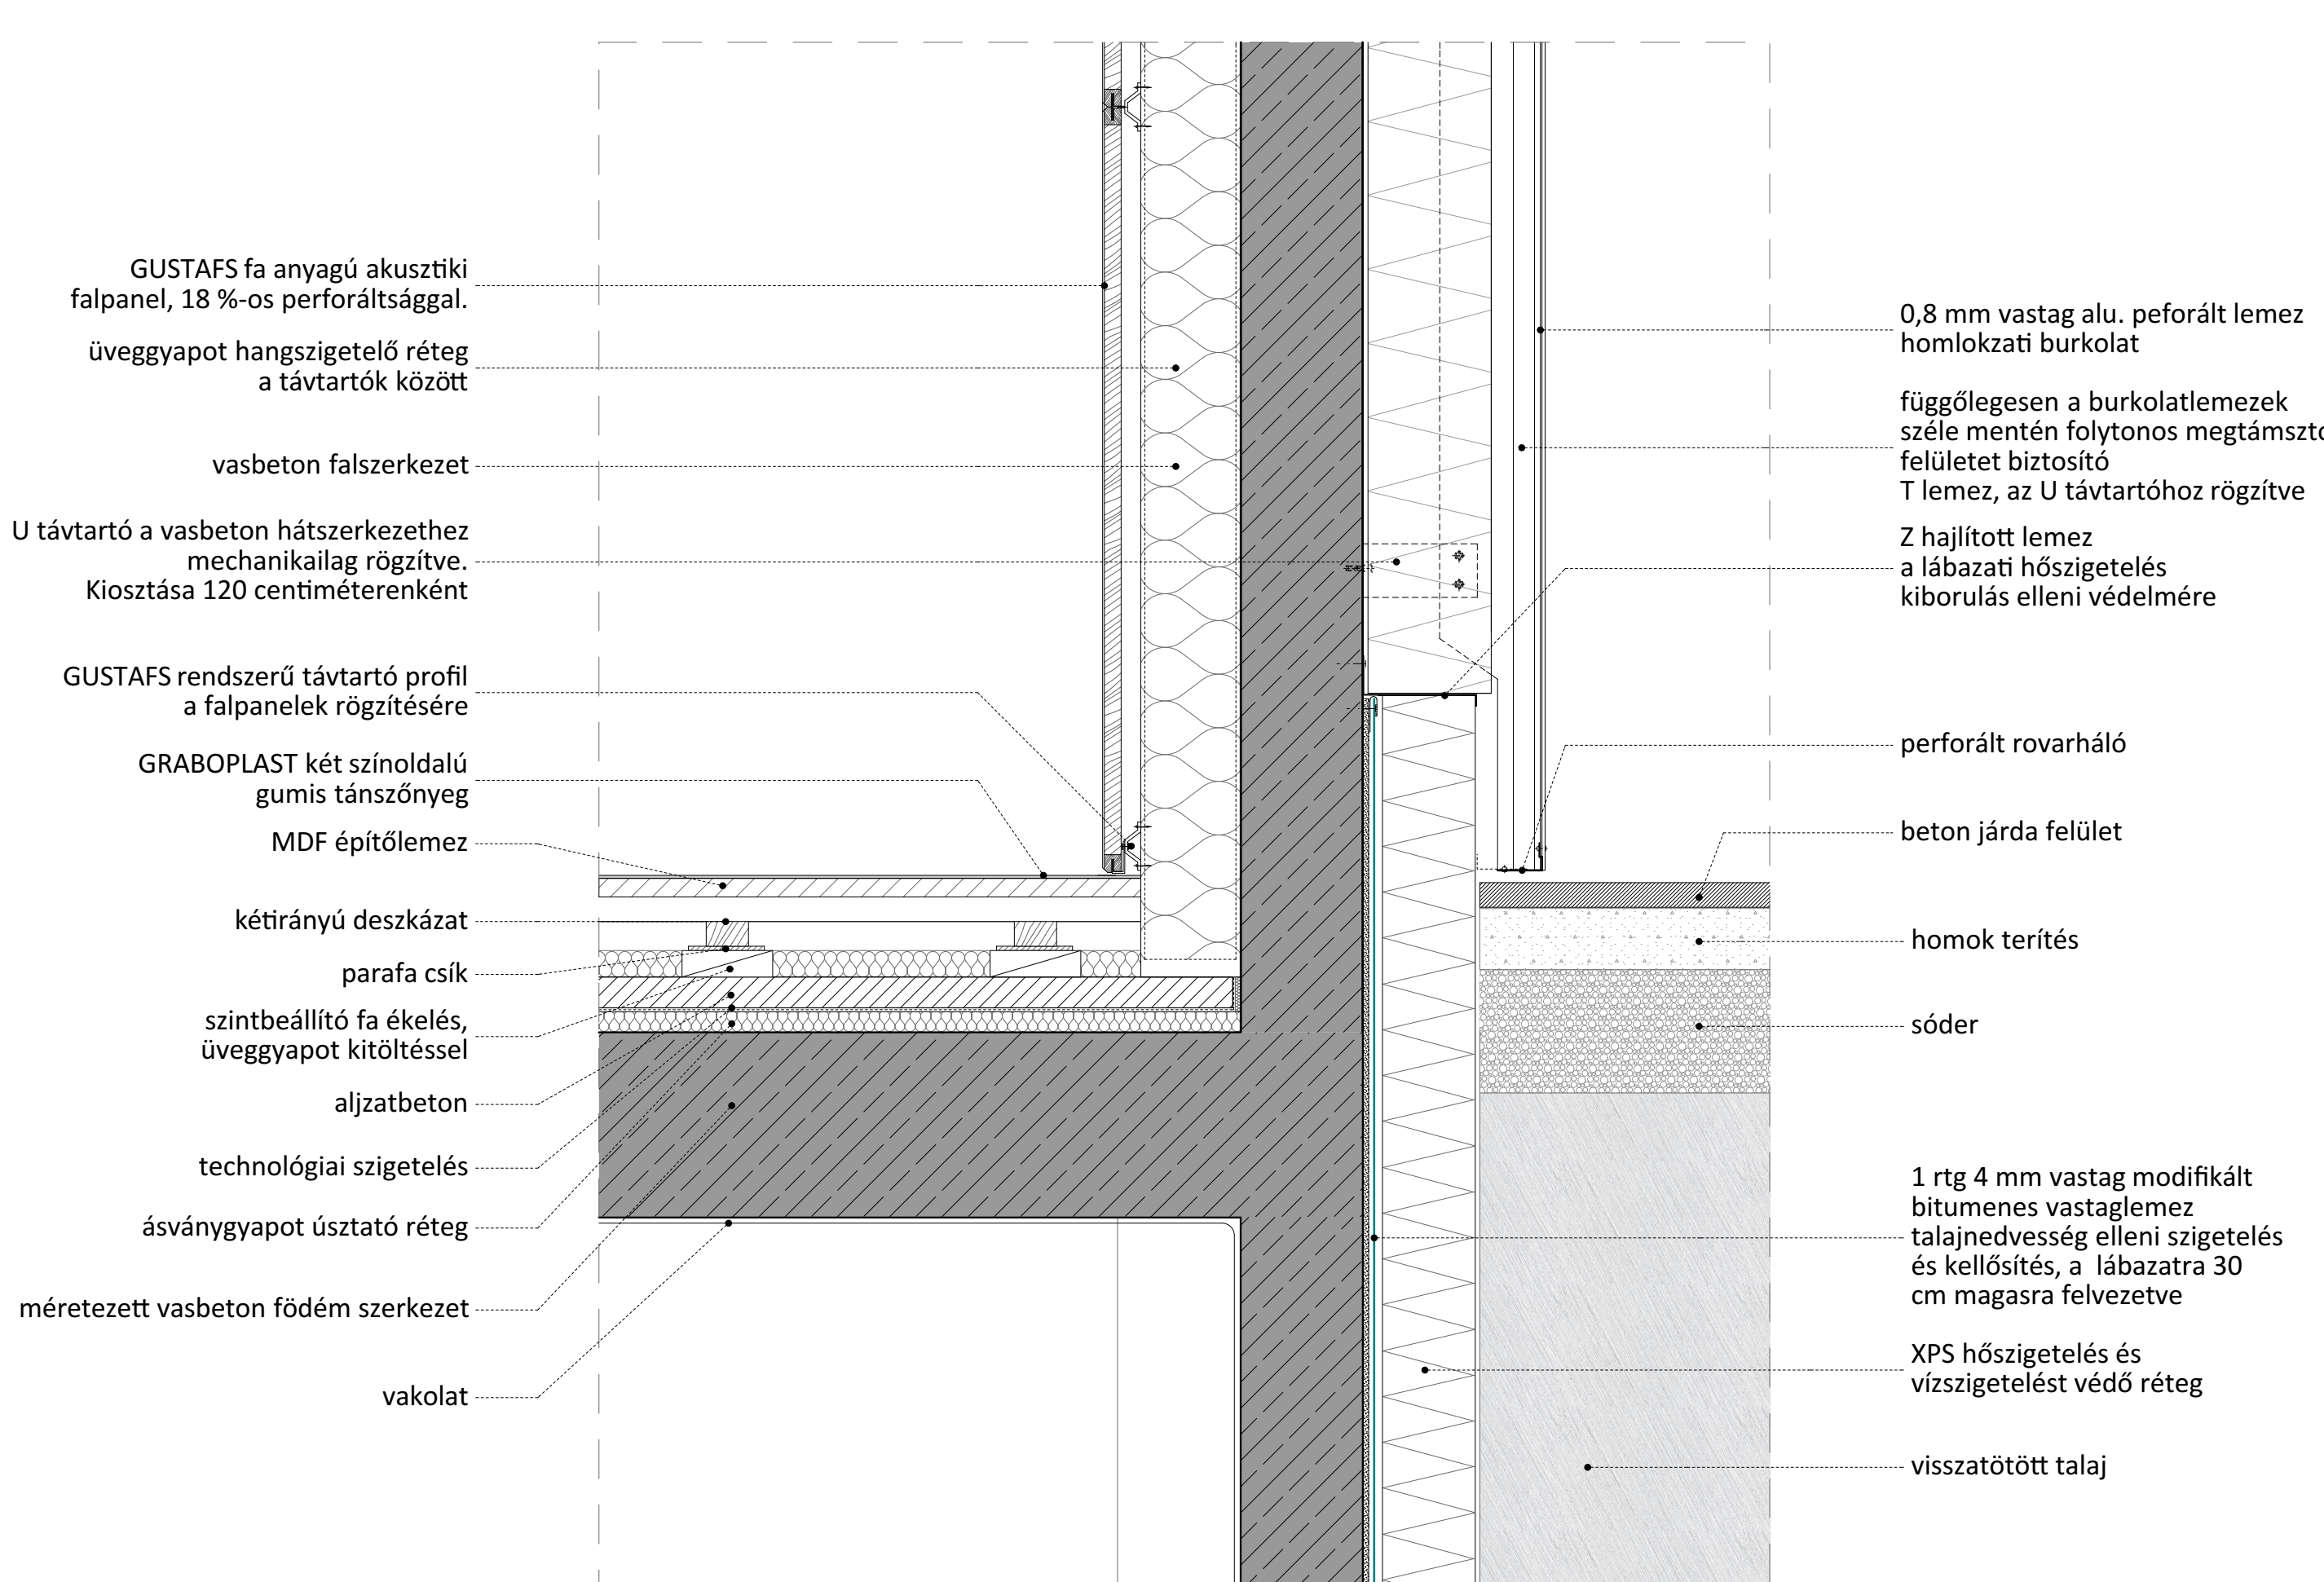 GUSTAFS fa anyagú akusztiki
falpanel, 18 %-os perforáltsággal.
üveggyapot hangszigetelő réteg
a távtartók között
vasbeton falszerkezet
U távtartó a vasbeton hátszerkezethez
mechanikailag rögzítve.
Kiosztása 120 centiméterenként
GUSTAFS rendszerű távtartó profil
a falpanelek rögzítésére
GRABOPLAST két színoldalú
gumis tánszőnyeg
MDF építőlemez
kétirányú deszkázat
parafa csík
szintbeállító fa ékelés,
üveggyapot kitöltéssel
aljzatbeton
technológiai szigetelés
ásványgyapot úsztató réteg
méretezett vasbeton födém szerkezet
vakolat
0,8 mm vastag alu. peforált lemez
homlokzati burkolat
függőlegesen a burkolatlemezek
széle mentén folytonos
felületet biztosító
T lemez, az U távtartóhoz rögzítve
Z hajlított lemez
a lábazati hőszigetelés
kiborulás elleni védelmére
perforált rovarháló
beton járda felület
homok terítés
sóder
1 rtg 4 mm vastag modifikált
bitumenes vastaglemez
talajnedvesség elleni szigetelés
és kellősítés, a lábazatra 30
cm magasra felvezetve
XPS hőszigetelés és
vízszigetelést védő réteg
visszatötött talaj